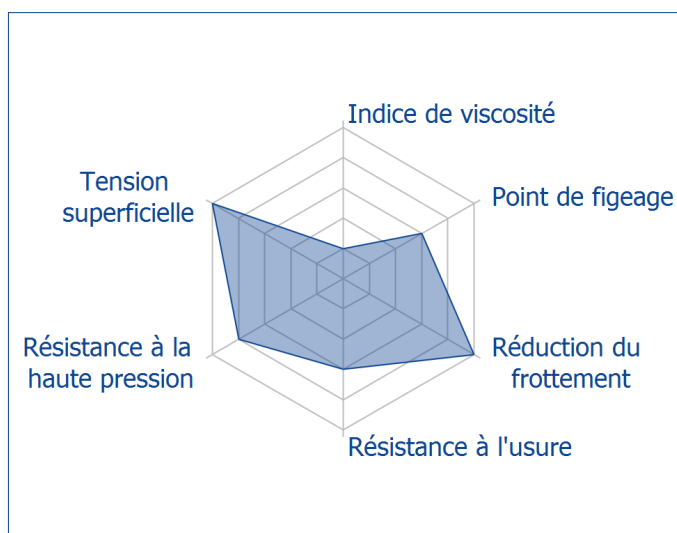 Indice de viscosité
Tension
superficielle
Point de figeage
Résistance à la
haute pression
Réduction du
frottement
Résistance à l'usure